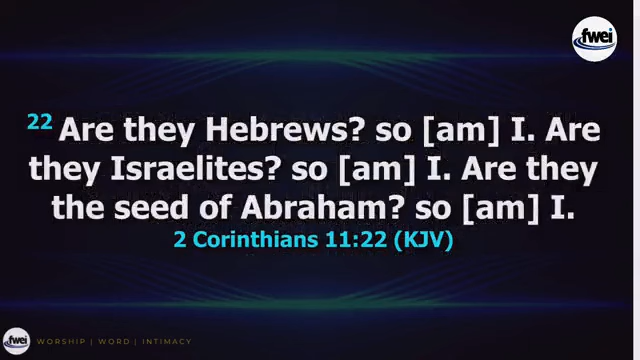 fwei
22 Are they Hebrews? so [am] I. Are
they Israelites? so [am] I. Are they
the seed of Abraham? so [am] I.
2 Corinthians 11:22 (KJV)
fwei
WORSHIP | WORD | INTIMACY